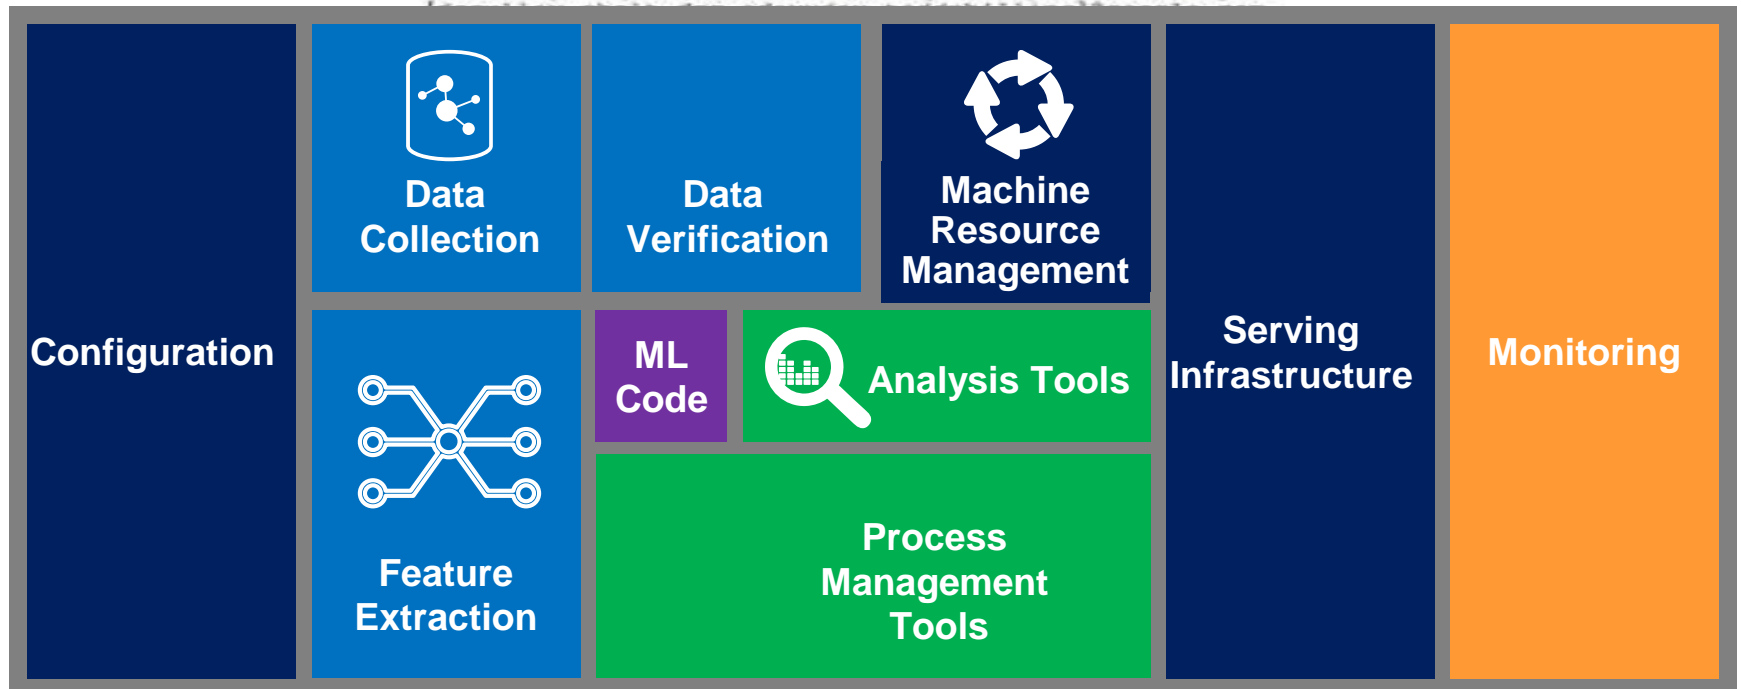 Configuration
Data
Collection
Data
Verification
Machine
Resource
Management
Feature
Extraction
ML
Code
Analysis Tools
Process
Management
Tools
Serving
Infrastructure
Monitoring